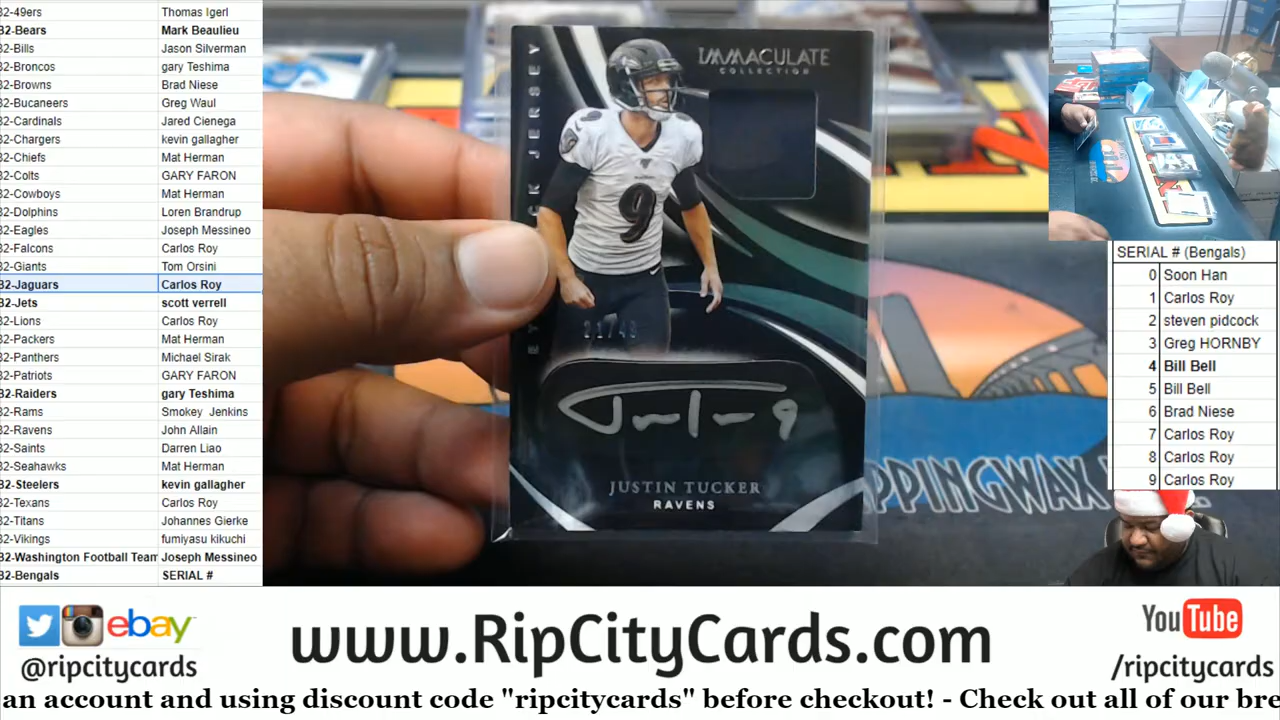 32-49ers Thomas Igerl
32-Bears Mark Beaulieu
32-Bills Jason Silverman
32-Broncos gary Teshima
32-Browns Brad Niese
32-Bucaneers Greg Waul
32-Cardinals Jared Cienega
32-Chargers kevin gallagher
32-Chiefs Mat Herman
32-Colts GARY FARON
32-Cowboys Mat Herman
32-Dolphins Loren Brandrup
32-Eagles Joseph Messineo
32-Falcons Carlos Roy
32-Giants Tom Orsini
32-Jaguars Carlos Roy
32-Jets scott verrell
32-Lions Carlos Roy
32-Packers Mat Herman
32-Panthers Michael Sirak
32-Patriots GARY FARON
32-Raiders gary Teshima
32-Rams Smokey Jenkins
32-Ravens John Allain
32-Saints Darren Liao
32-Seahawks Mat Herman
32-Steelers kevin gallagher
32-Texans Carlos Roy
32-Titans Johannes Gierke
32-Vikings fumiyasu kikuchi
32-Washington Football Team Joseph Messineo
32-Bengals SERIAL #
IMMACULATE
COLLECTION
JERSEY
9
JUSTIN TUCKER
RAVENS
PPINGWAX
SERIAL # (Bengals)
0 Soon Han
1 Carlos Roy
2 steven pidcock
3 Greg HORNBY
4 Bill Bell
5 Bill Bell
6 Brad Niese
7 Carlos Roy
8 Carlos Roy
9 Carlos Roy
ebay
@ripcitycards
www.RipCityCards.com
YouTube
/ripcitycards
an account and using discount code "ripcitycards" before checkout! - Check out all of our bre